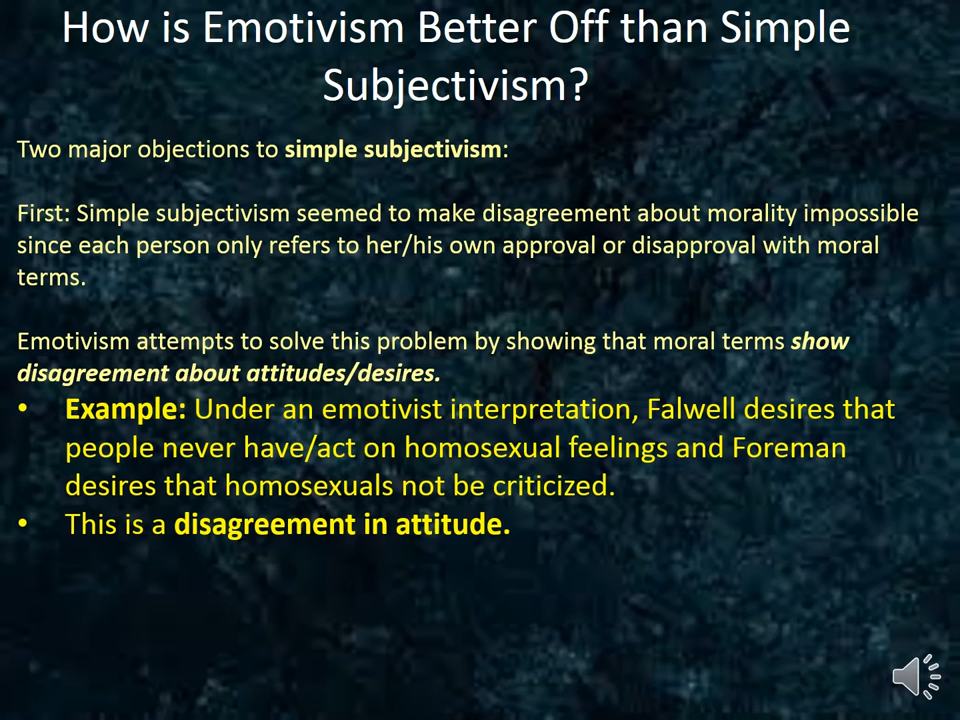 How is Emotivism Better Off than Simple
Subjectivism?
Two major objections to simple subjectivism:
First: Simple subjectivism seemed to make disagreement about morality impossible
since each person only refers to her/his own approval or disapproval with moral
terms.
Emotivism attempts to solve this problem by showing that moral terms show
disagreement about attitudes/desires.
• Example: Under an emotivist interpretation, Falwell desires that
people never have/act on homosexual feelings and Foreman
desires that homosexuals not be criticized.
• This is a disagreement in attitude.